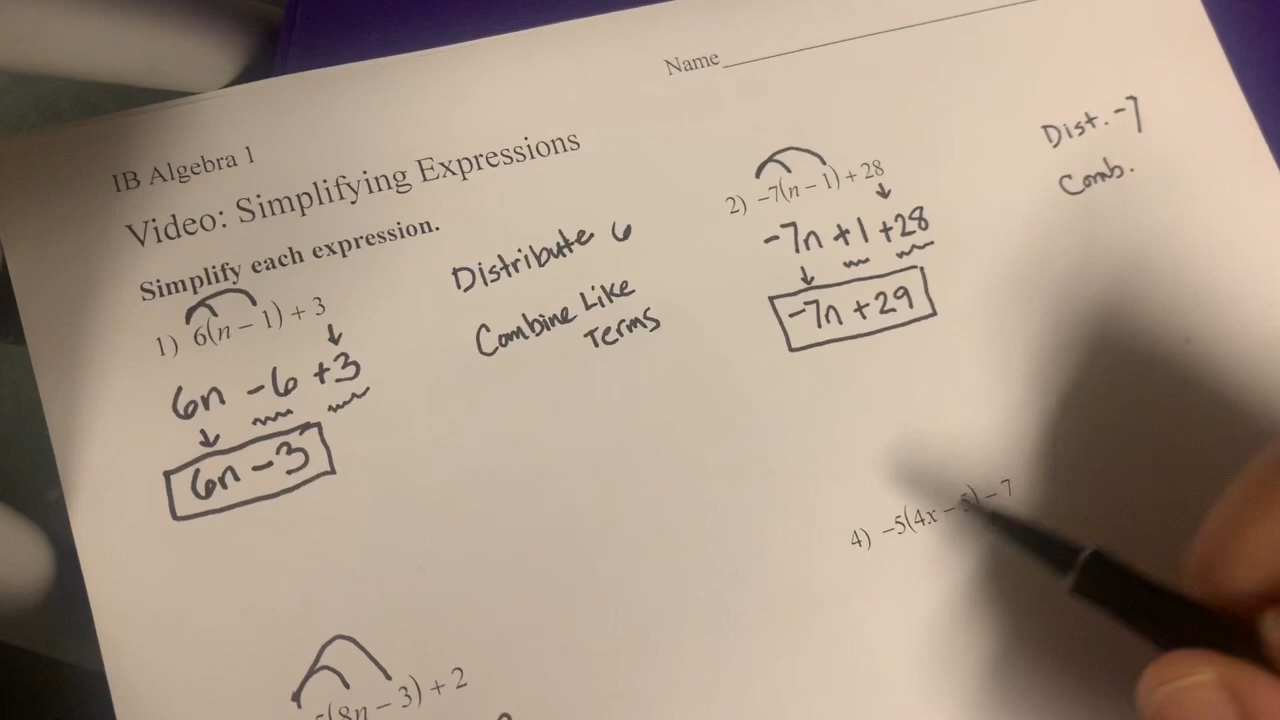 Name
IB Algebra 1
Video: Simplifying Expressions
Simplify each expression.
1) 6(n − 1) + 3
6n - 6 + 3
6n - 3
Distribute 6
Combine Like
Terms
2) −7(n − 1) + 28
-7n + 1 + 28
-7n + 29
Dist. -7
Comb.
(8n − 3) + 2
4) −5(4x − 5) − 7